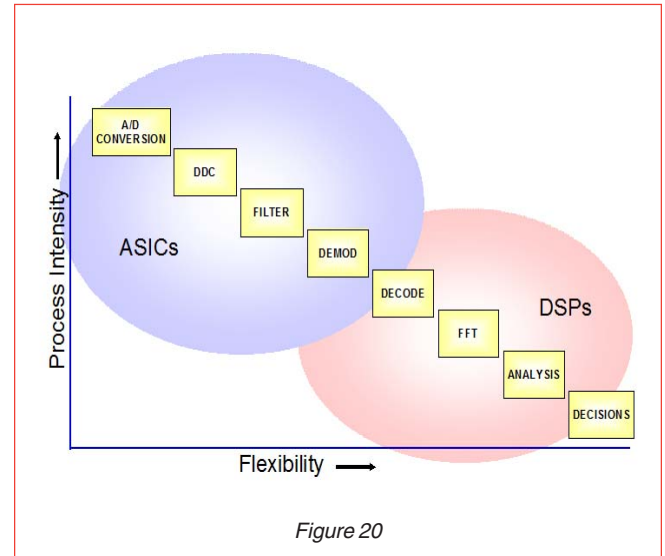 A/D
CONVERSION
DDC
FILTER
ASICs
DEMOD
DECODE
DSPs
FFT
ANALYSIS
DECISIONS
Process Intensity
Flexibility
Figure 20